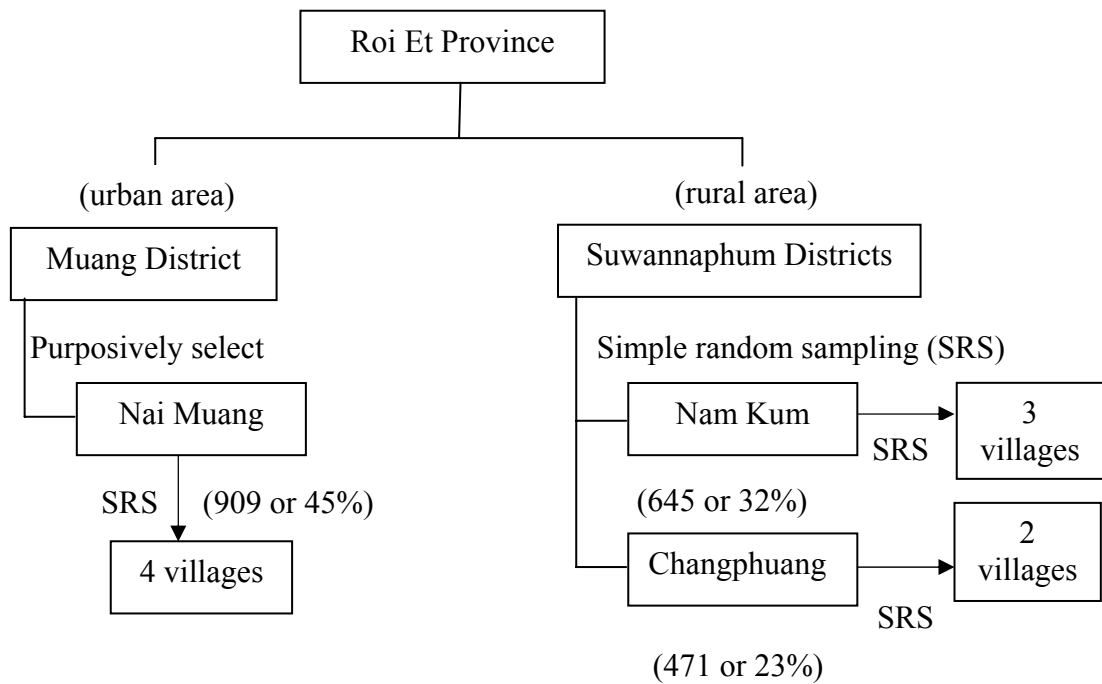 Roi Et Province
(urban area)
Muang District
Purposively select
Nai Muang
SRS
(909 or 45%)
4 villages
(rural area)
Suwannaphum Districts
Simple random sampling (SRS)
Nam Kum
SRS
3
villages
(645 or 32%)
Changphuang
SRS
2
villages
(471 or 23%)